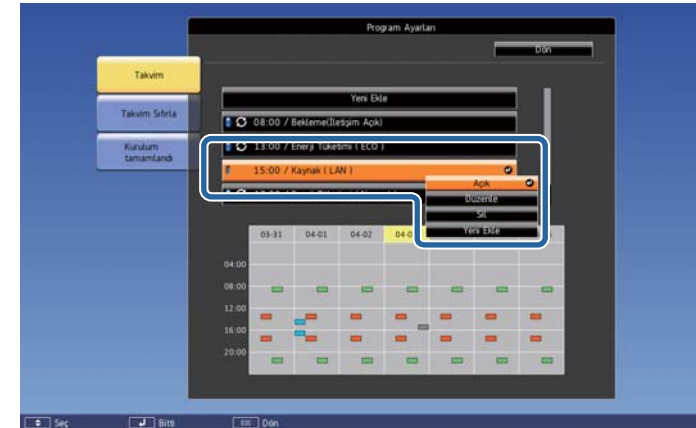 Program Ayarları
Dön
Takvim
Takvim Sıfırla
Kurulum
tamamlandı
Yeni Ekle
08:00 / Bekleme(İletişim Açık)
13:00 / Enerji Tüketimi ( ECO )
15:00 / Kaynak ( LAN )
Açık
Düzenle
Sil
Yeni Ekle
03-31 04-01 04-02
04:00
08:00
12:00
16:00
20:00
Seç
Bitti
Esc Dön